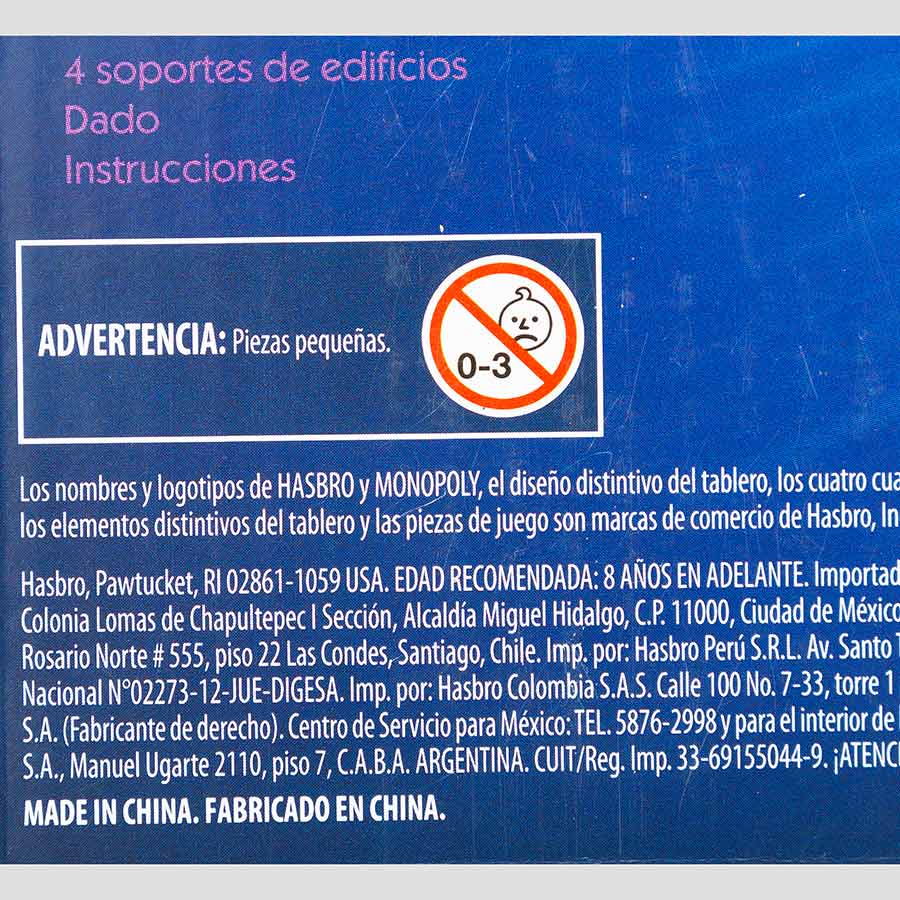 4 soportes de edificios
Dado
Instrucciones
ADVERTENCIA: Piezas pequeñas.
0-3
Los nombres y logotipos de HASBRO y MONOPOLY, el diseño distintivo del tablero, los cuatro cua
los elementos distintivos del tablero y las piezas de juego son marcas de comercio de Hasbro, In
Hasbro, Pawtucket, RI 02861-1059 USA. EDAD RECOMENDADA: 8 AÑOS EN ADELANTE. Importad
Colonia Lomas de Chapultepec I Sección, Alcaldía Miguel Hidalgo, C.P. 11000, Ciudad de México
Rosario Norte # 555, piso 22 Las Condes, Santiago, Chile. Imp. por: Hasbro Perú S.R.L. Av. Santo T
Nacional N°02273-12-JUE-DIGESA. Imp. por: Hasbro Colombia S.A.S. Calle 100 No. 7-33, torre 1
S.A. (Fabricante de derecho). Centro de Servicio para México: TEL. 5876-2998 y para el interior de
S.A., Manuel Ugarte 2110, piso 7, C.A.B.A. ARGENTINA. CUIT/Reg. Imp. 33-69155044-9. ¡ATENCI
MADE IN CHINA. FABRICADO EN CHINA.